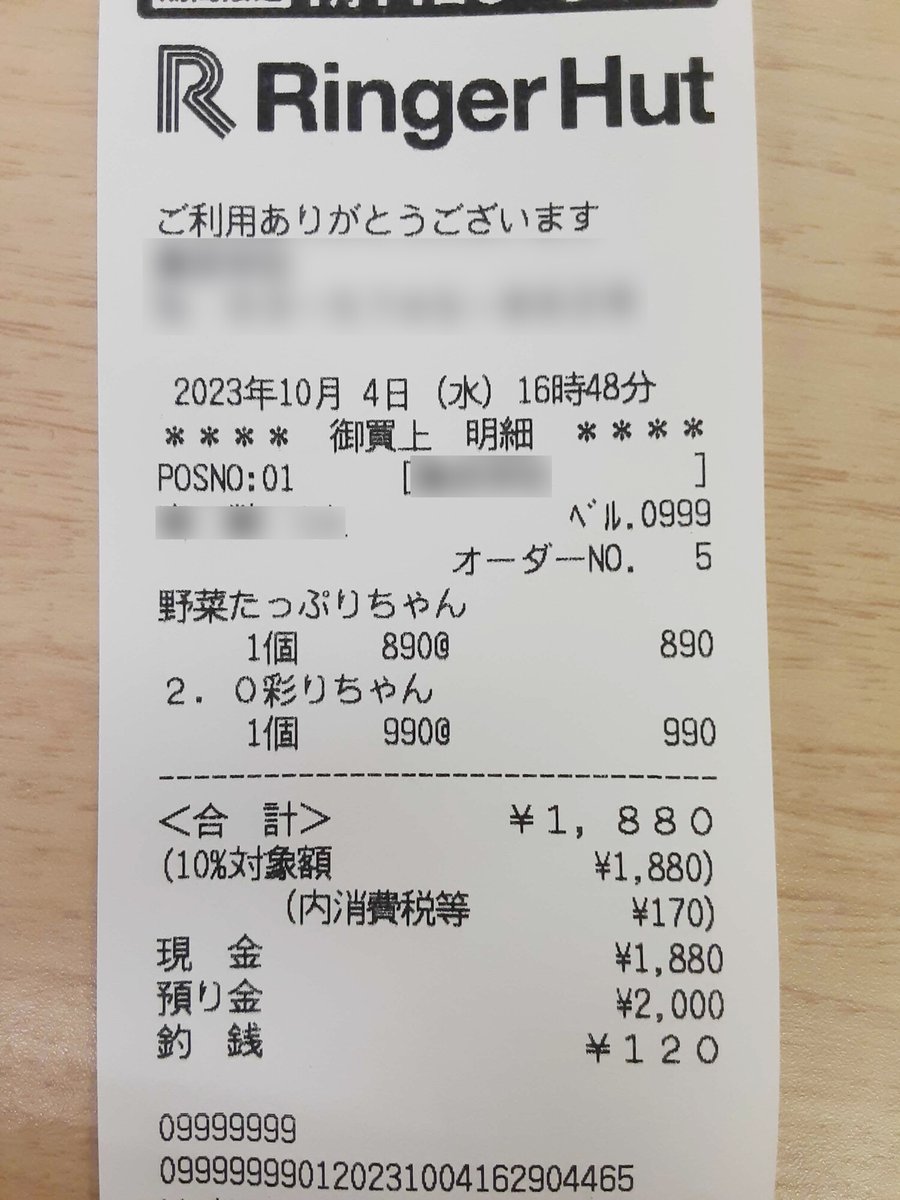 Ringer Hut
ご利用ありがとうございます
2023年10月 4日 (水) 16時48分
**** 御買上 明細 ****
POSNO:01 [ ]
ベル.0999
オーダーNO. 5
野菜たっぷりちゃん
1個 890@ 890
2.0彩りちゃん
1個 990@ 990
--------------------------------
<合 計> ¥1,880
(10%対象額 ¥1,880)
(内消費税等 ¥170)
現 金 ¥1,880
預り金 ¥2,000
釣 銭 ¥120
09999999
0999999901202310041629044​65